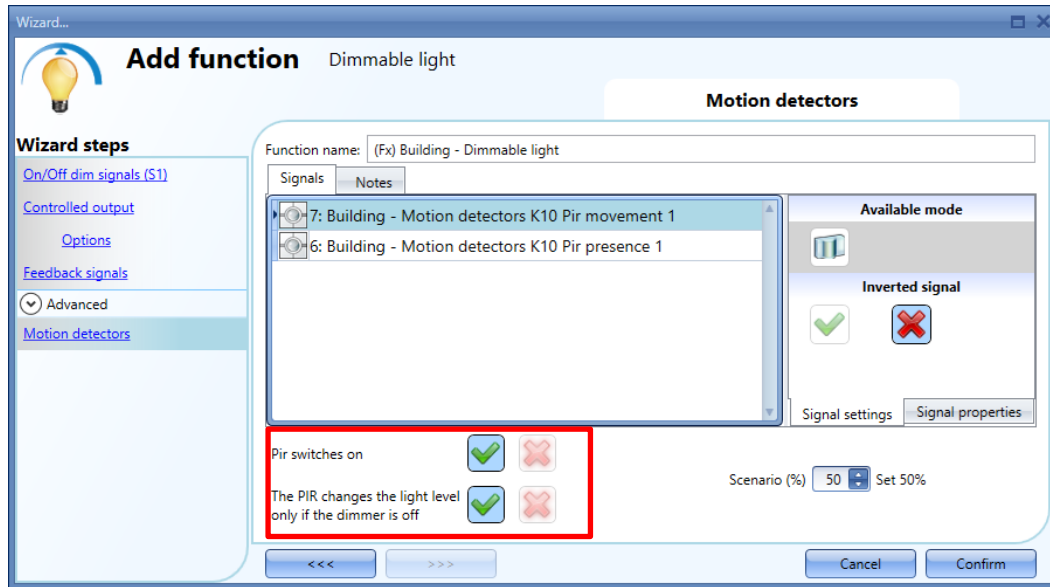 Wizard...
Add function Dimmable light
Motion detectors
Wizard steps
On/Off dim signals (S1)
Controlled output
Options
Feedback signals
Advanced
Motion detectors
Function name: (Fx) Building - Dimmable light
Signals Notes
7: Building - Motion detectors K10 Pir movement 1
6: Building - Motion detectors K10 Pir presence 1
Available mode
Inverted signal
Signal settings Signal properties
Pir switches on
The PIR changes the light level
only if the dimmer is off
Scenario (%) 50 Set 50%
<<< >>> Cancel Confirm